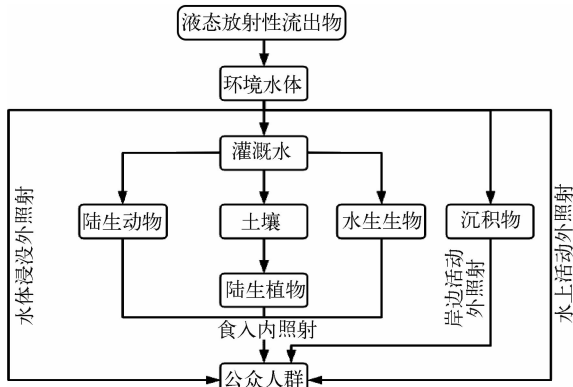 液态放射性流出物
环境水体
灌溉水
陆生动物
土壤
水生生物
沉积物
水体浸没外照射
岸边活动
外照射
水上活动外照射
陆生植物
食入内照射
公众人群